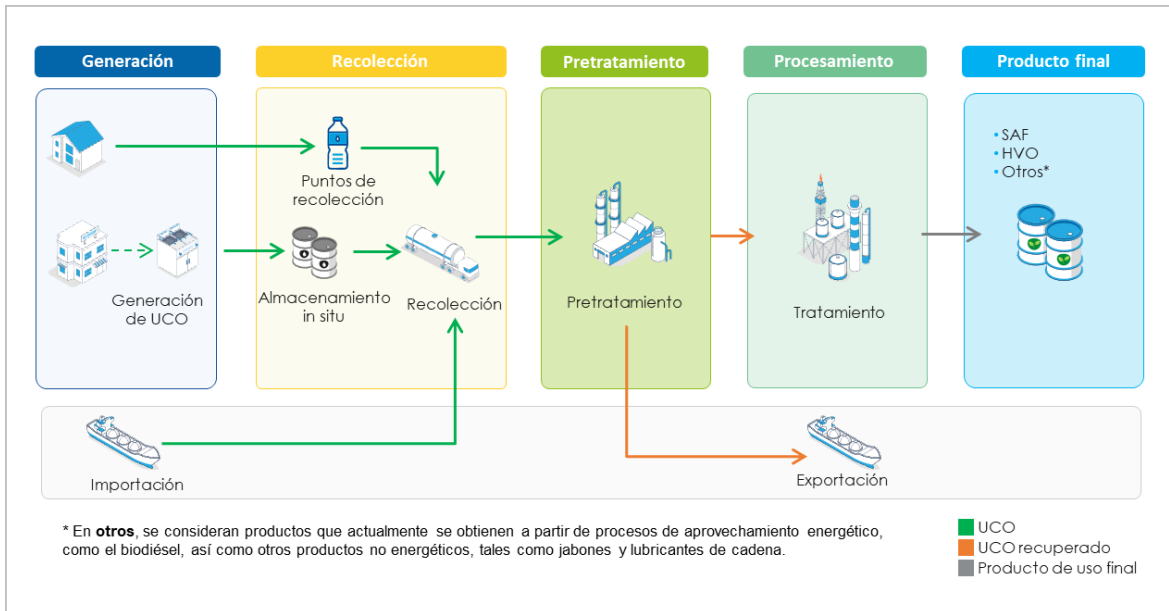 Generación
Recolección
Pretratamiento
Procesamiento
Producto final
Puntos de
recolección
• SAF
• HVO
• Otros*
Generación
de UCO
Almacenamiento
in situ
Recolección
Pretratamiento
Tratamiento
Importación
Exportación
* En otros, se consideran productos que actualmente se obtienen a partir de procesos de aprovechamiento energético,
como el biodiésel, así como otros productos no energéticos, tales como jabones y lubricantes de cadena.
UCO
UCO recuperado
Producto de uso final